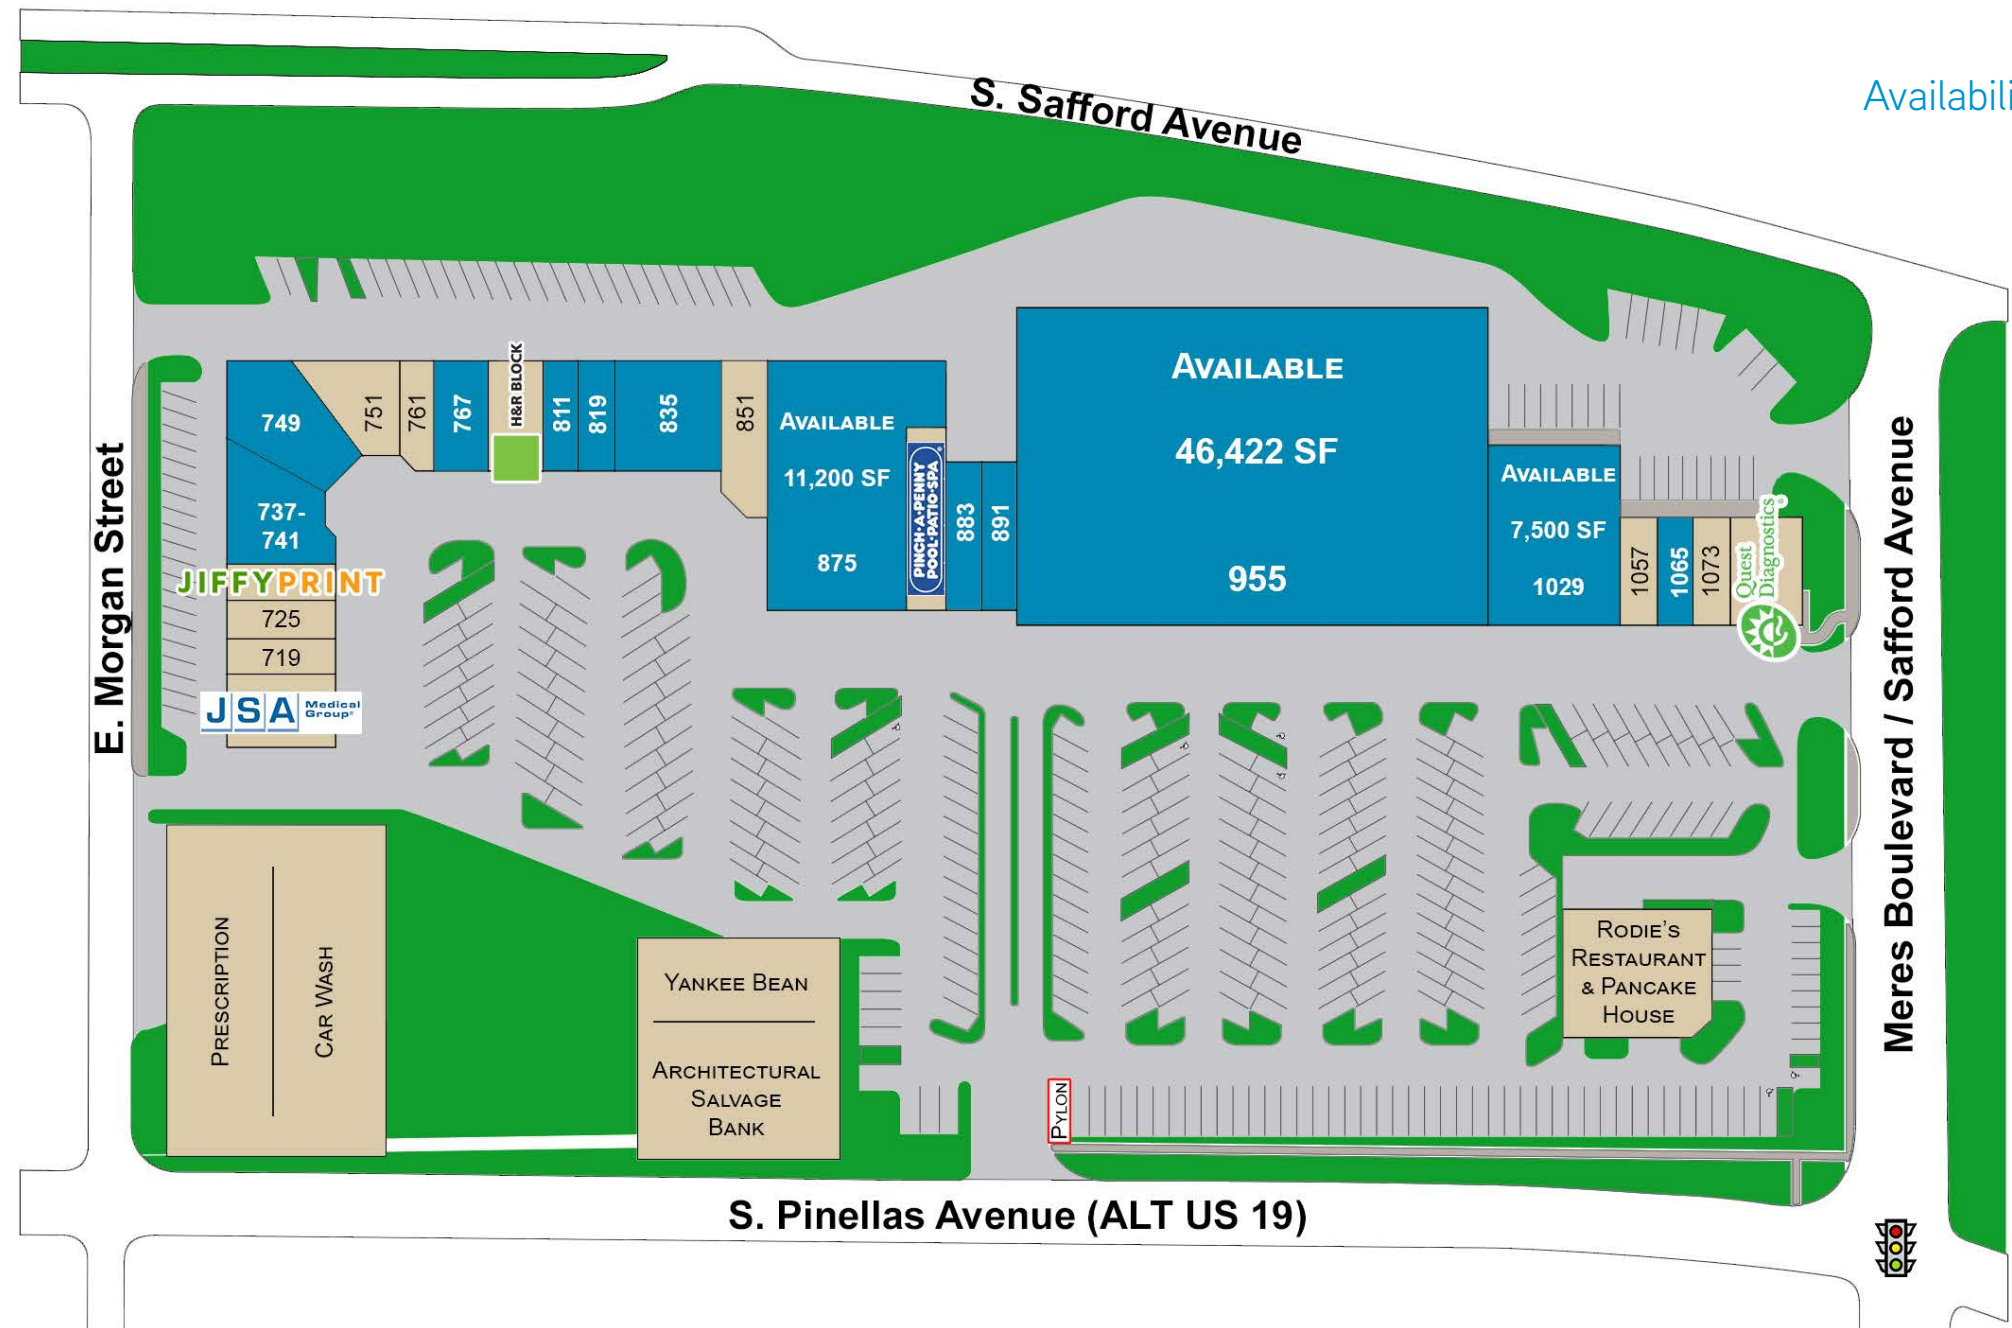 S. Safford Avenue
Availabili
E. Morgan Street
749
751
761
767
H&R BLOCK
811
819
835
851
AVAILABLE
11,200 SF
875
PINCH·A·PENNY
POOL·PATIO·SPA
883
891
AVAILABLE
46,422 SF
955
AVAILABLE
7,500 SF
1029
1057
1065
1073
Quest
Diagnostics
737-
741
JIFFYPRINT
725
719
JSA Medical
Group
Meres Boulevard / Safford Avenue
PRESCRIPTION
CAR WASH
YANKEE BEAN
ARCHITECTURAL
SALVAGE
BANK
RODIE'S
RESTAURANT
& PANCAKE
HOUSE
PYLON
S. Pinellas Avenue (ALT US 19)